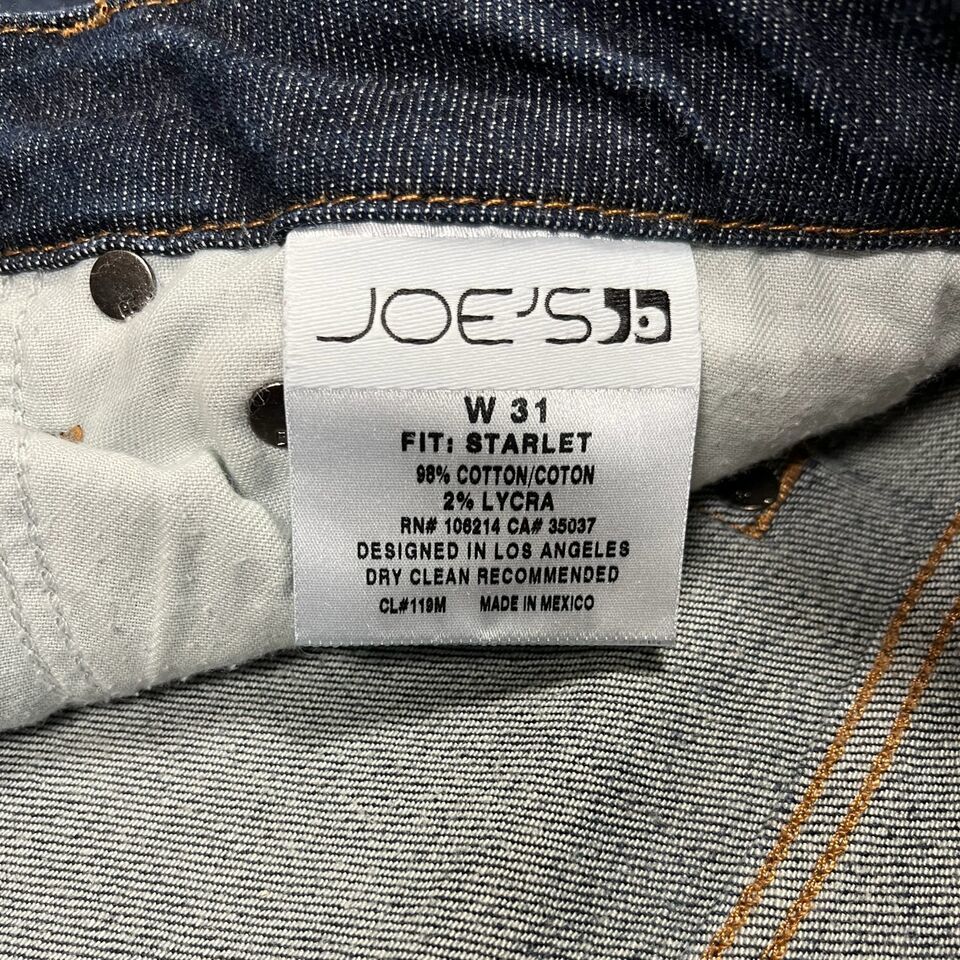 JOE'S
W 31
FIT: STARLET
98% COTTON/COTON
2% LYCRA
RN# 106214 CA# 35037
DESIGNED IN LOS ANGELES
DRY CLEAN RECOMMENDED
CL#119M MADE IN MEXICO